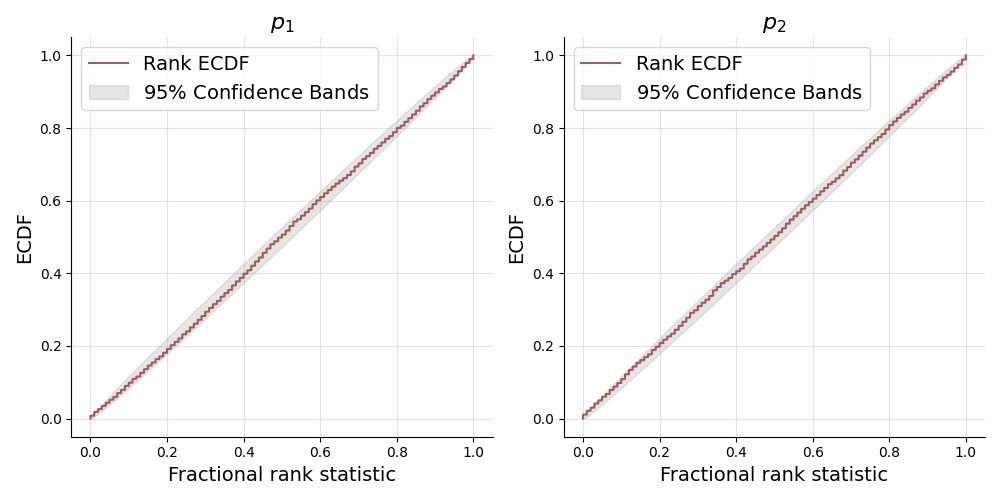 p₁
Rank ECDF
95% Confidence Bands
1.0
0.8
0.6
0.4
0.2
0.0
ECDF
0.0 0.2 0.4 0.6 0.8 1.0
Fractional rank statistic
p₂
Rank ECDF
95% Confidence Bands
1.0
0.8
0.6
0.4
0.2
0.0
ECDF
0.0 0.2 0.4 0.6 0.8 1.0
Fractional rank statistic